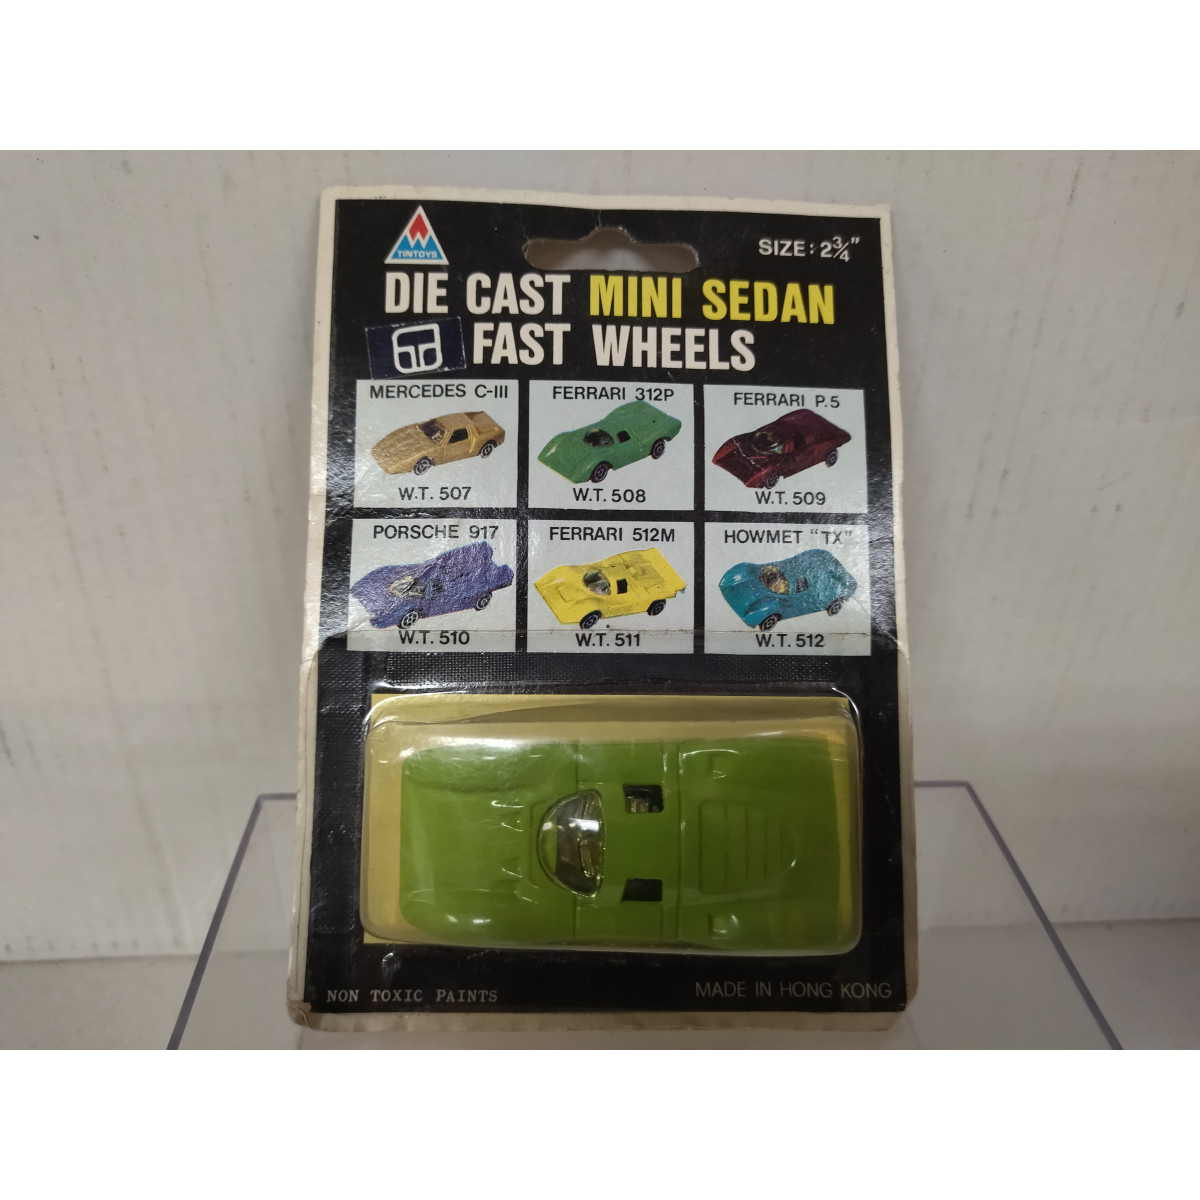 W
TINTOYS
SIZE: 2¾"
DIE CAST MINI SEDAN
FAST WHEELS
MERCEDES C-III
W.T. 507
FERRARI 312P
W.T. 508
FERRARI P.5
W.T. 509
PORSCHE 917
W.T. 510
FERRARI 512M
W.T. 511
HOWMET "TX"
W.T. 512
NON TOXIC PAINTS
MADE IN HONG KONG